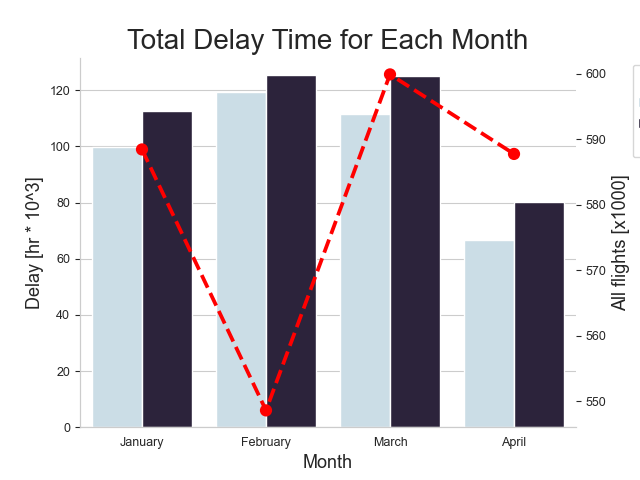 Total Delay Time for Each Month
Delay [hr * 10^3]
120
100
80
60
40
20
0
January February March April
Month
600
590
580
570
560
550
All flights [x1000]